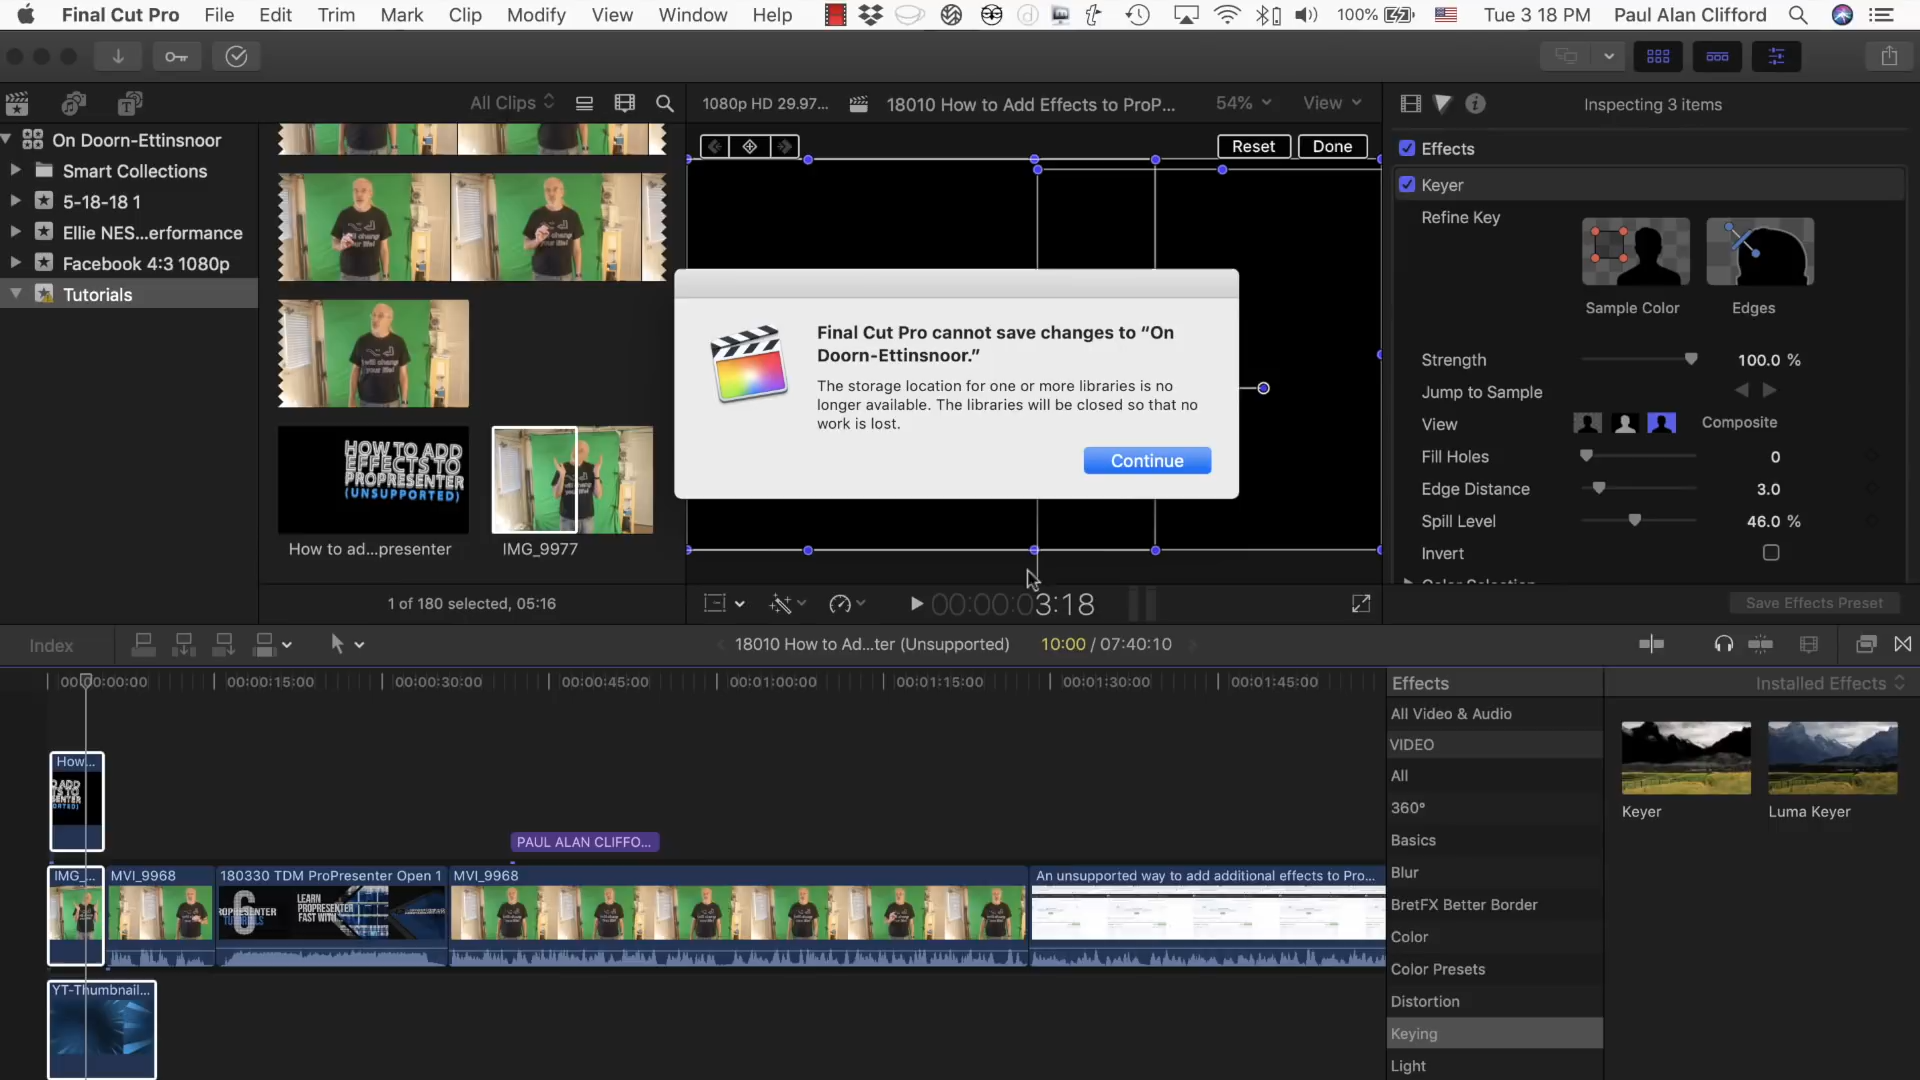 Final Cut Pro File Edit Trim Mark Clip Modify View Window Help 100% Tue 3 18 PM Paul Alan Clifford
All Clips 1080p HD 29.97... 18010 How to Add Effects to ProP... 54% View Inspecting 3 items
On Doorn-Ettinsnoor
Smart Collections
5-18-18 1
Ellie NES...erformance
Facebook 4:3 1080p
Tutorials
HOW TO ADD
EFFECTS TO
PROPRESENTER
(UNSUPPORTED)
How to ad...presenter
IMG_9977
1 of 180 selected, 05:16
Reset Done
Final Cut Pro cannot save changes to “On
Doorn-Ettinsnoor.”
The storage location for one or more libraries is no
longer available. The libraries will be closed so that no
work is lost.
Continue
00:00:03:18
Effects
Keyer
Refine Key
Sample Color Edges
Strength 100.0 %
Jump to Sample
View Composite
Fill Holes 0
Edge Distance 3.0
Spill Level 46.0 %
Invert
Color Selection
Save Effects Preset
Index 18010 How to Ad...ter (Unsupported) 10:00 / 07:40:10
00:00:00:00 00:00:15:00 00:00:30:00 00:00:45:00 00:01:00:00 00:01:15:00 00:01:30:00 00:01:45:00
How...
PAUL ALAN CLIFFO...
IMG_... MVI_9968 180330 TDM ProPresenter Open 1 MVI_9968 An unsupported way to add additional effects to Pro...
LEARN
PROPRESENTER
FAST WITH
YT-Thumbnail...
Effects Installed Effects
All Video & Audio
VIDEO
All
360°
Basics
Blur
BretFX Better Border
Color
Color Presets
Distortion
Keying
Light
Keyer Luma Keyer